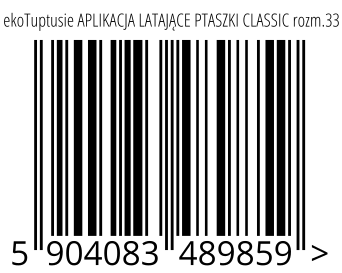 ekoTuptusie APLIKACJA LATAJĄCE PTASZKI CLASSIC rozm.33
5 904083 489859 >